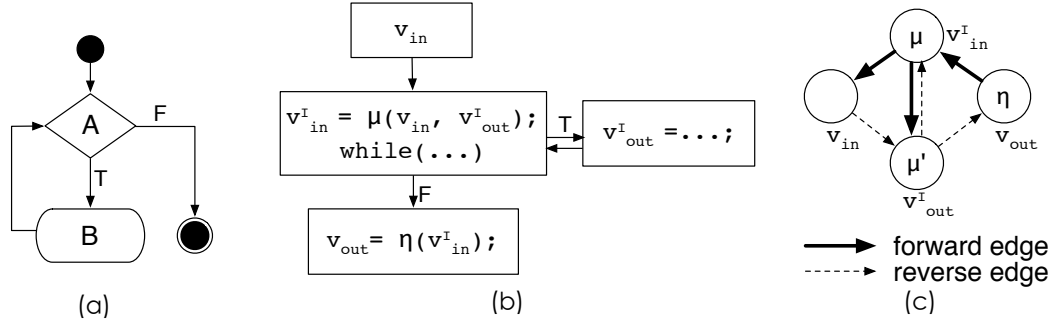 A
F
T
B
(a)
v_in
v^I_in = μ(v_in, v^I_out);
while(...)
T
v^I_out =...;
F
v_out= η(v^I_in);
(b)
μ
v^I_in
v_in
η
v_out
μ'
v^I_out
forward edge
reverse edge
(c)